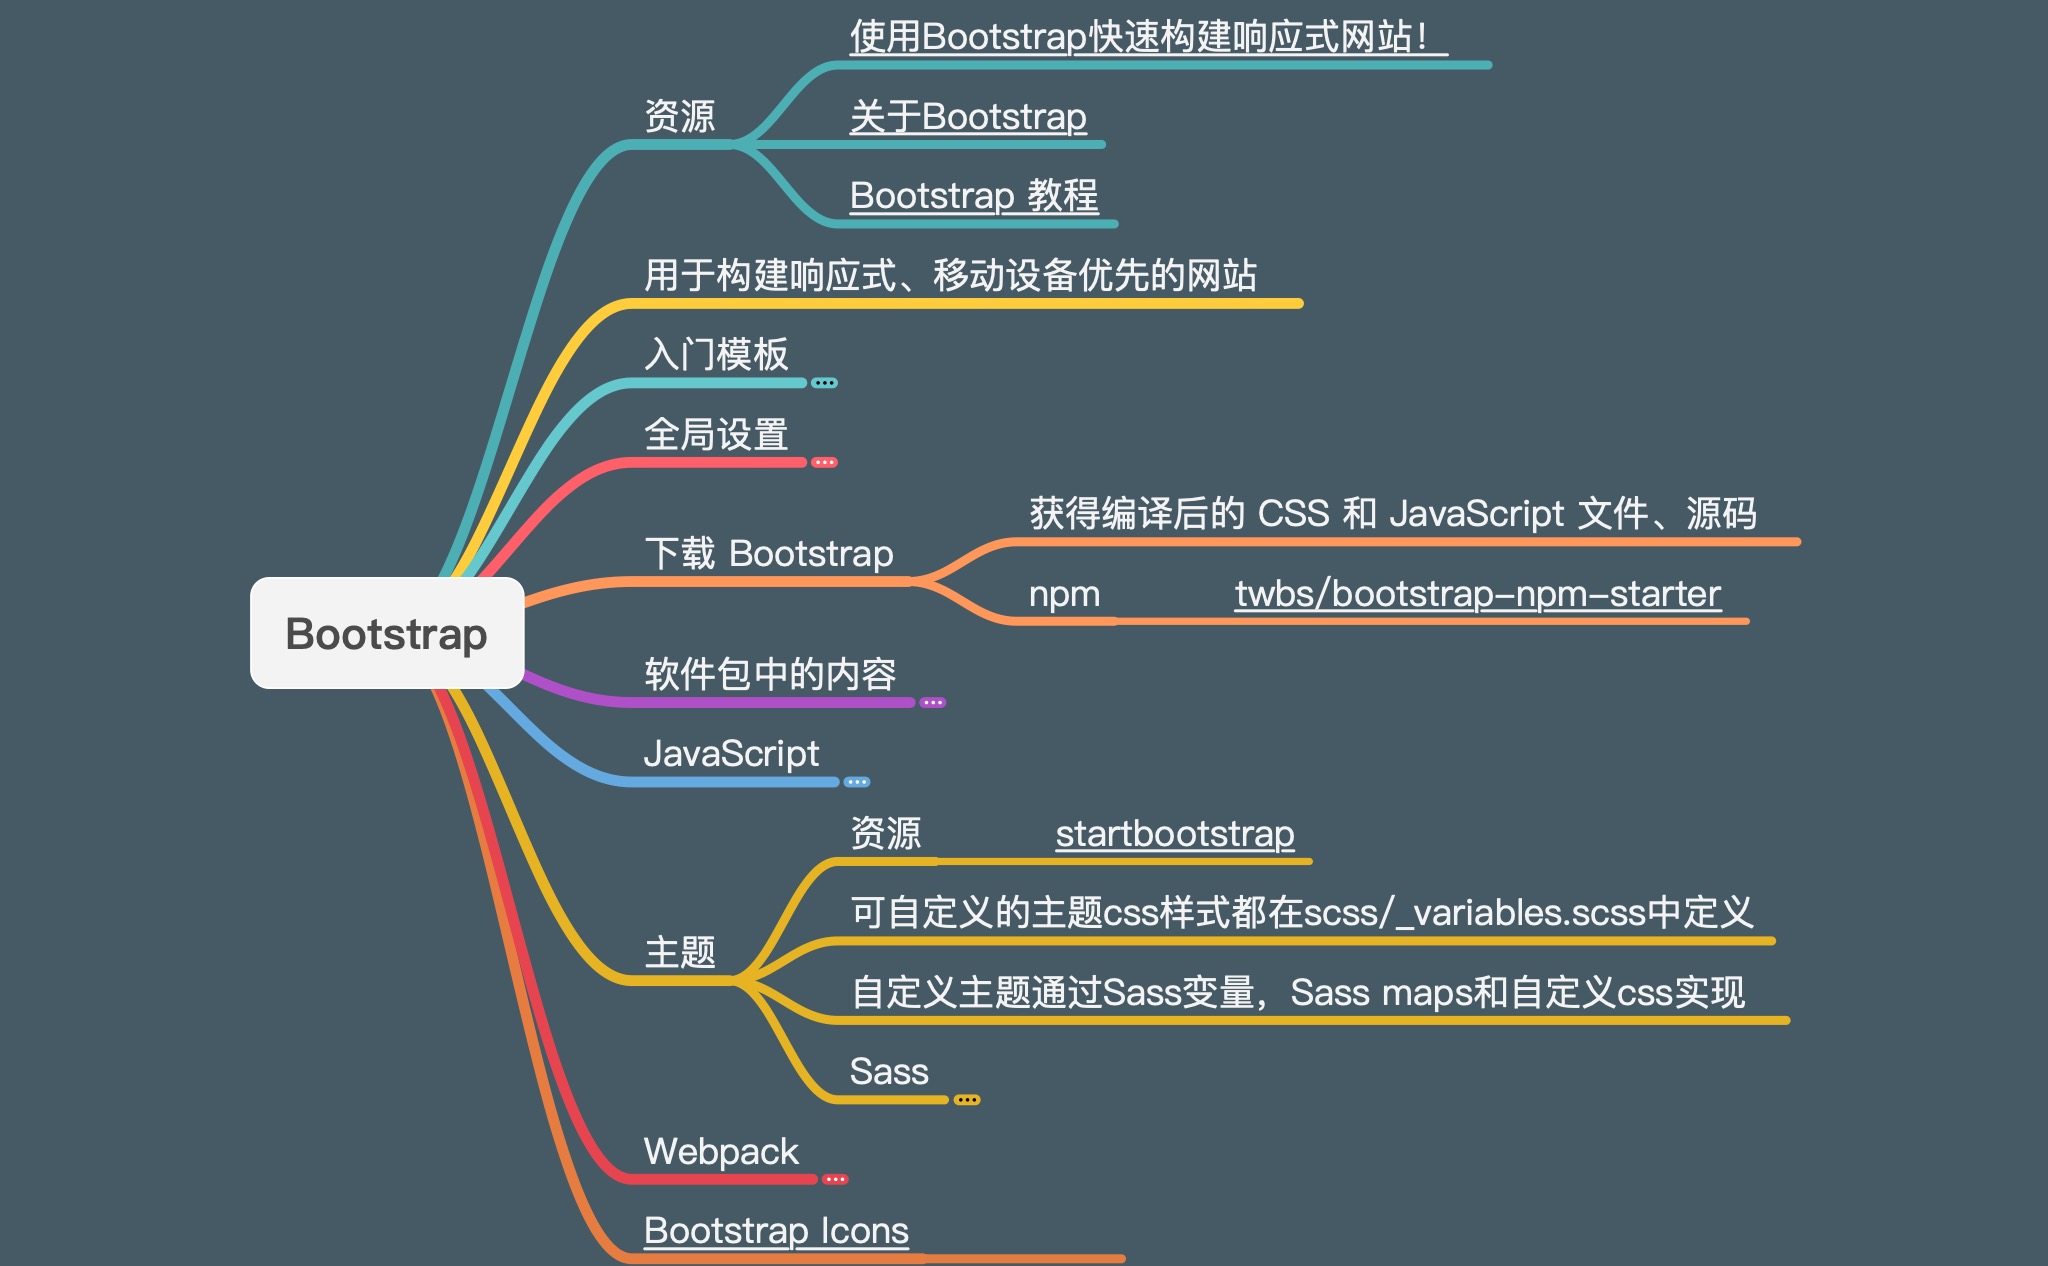 使用Bootstrap快速构建响应式网站！
资源
关于Bootstrap
Bootstrap 教程
用于构建响应式、移动设备优先的网站
入门模板
全局设置
下载 Bootstrap
获得编译后的 CSS 和 JavaScript 文件、源码
npm
twbs/bootstrap-npm-starter
Bootstrap
软件包中的内容
JavaScript
主题
资源
startbootstrap
可自定义的主题css样式都在scss/_variables.scss中定义
自定义主题通过Sass变量，Sass maps和自定义css实现
Sass
Webpack
Bootstrap Icons